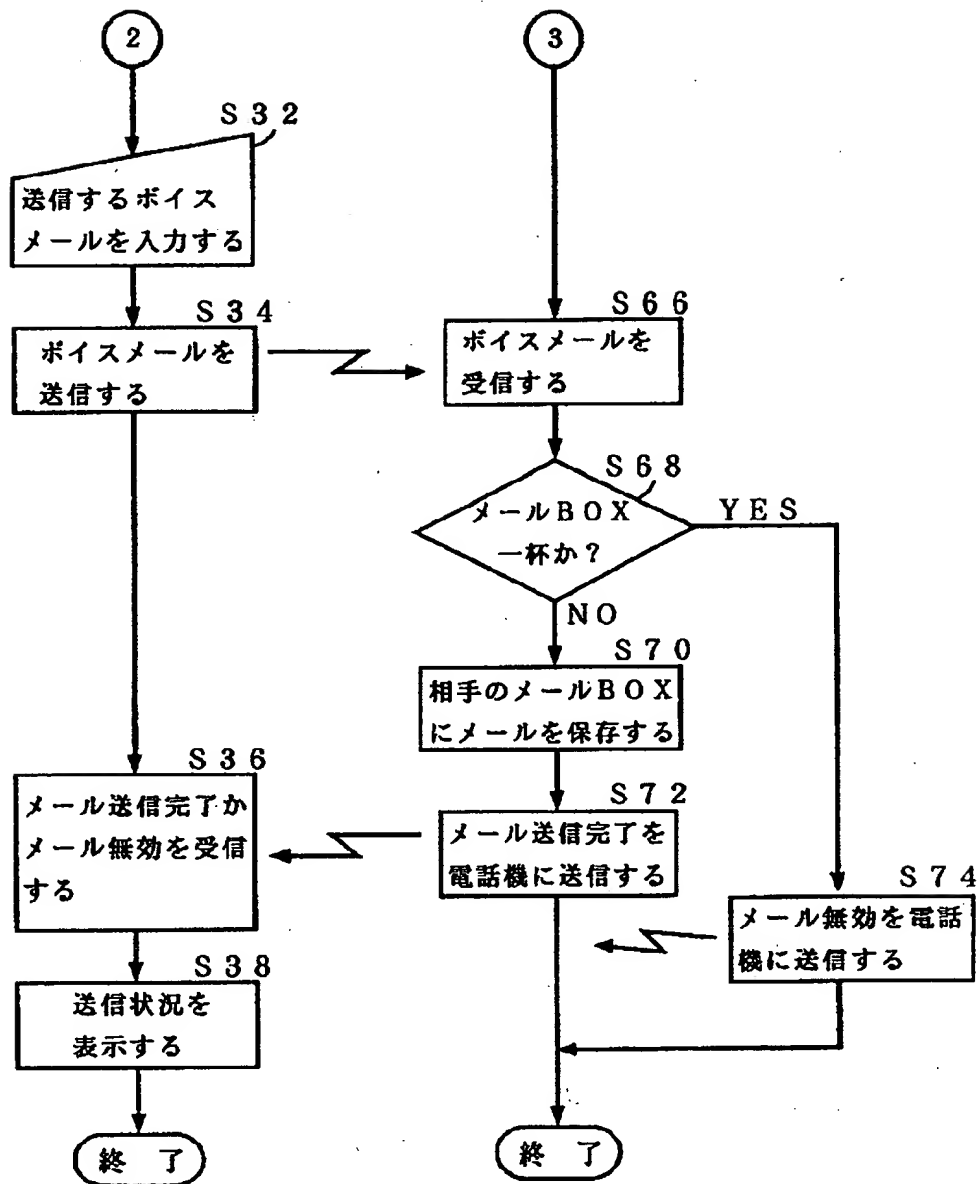 2
S32
送信するボイス
メールを入力する
S34
ボイスメールを
送信する
S36
メール送信完了か
メール無効を受信
する
S38
送信状況を
表示する
終 了
3
S66
ボイスメールを
受信する
S68
メールBOX
一杯か?
YES
NO
S70
相手のメールBOX
にメールを保存する
S72
メール送信完了を
電話機に送信する
S74
メール無効を電話
機に送信する
終 了